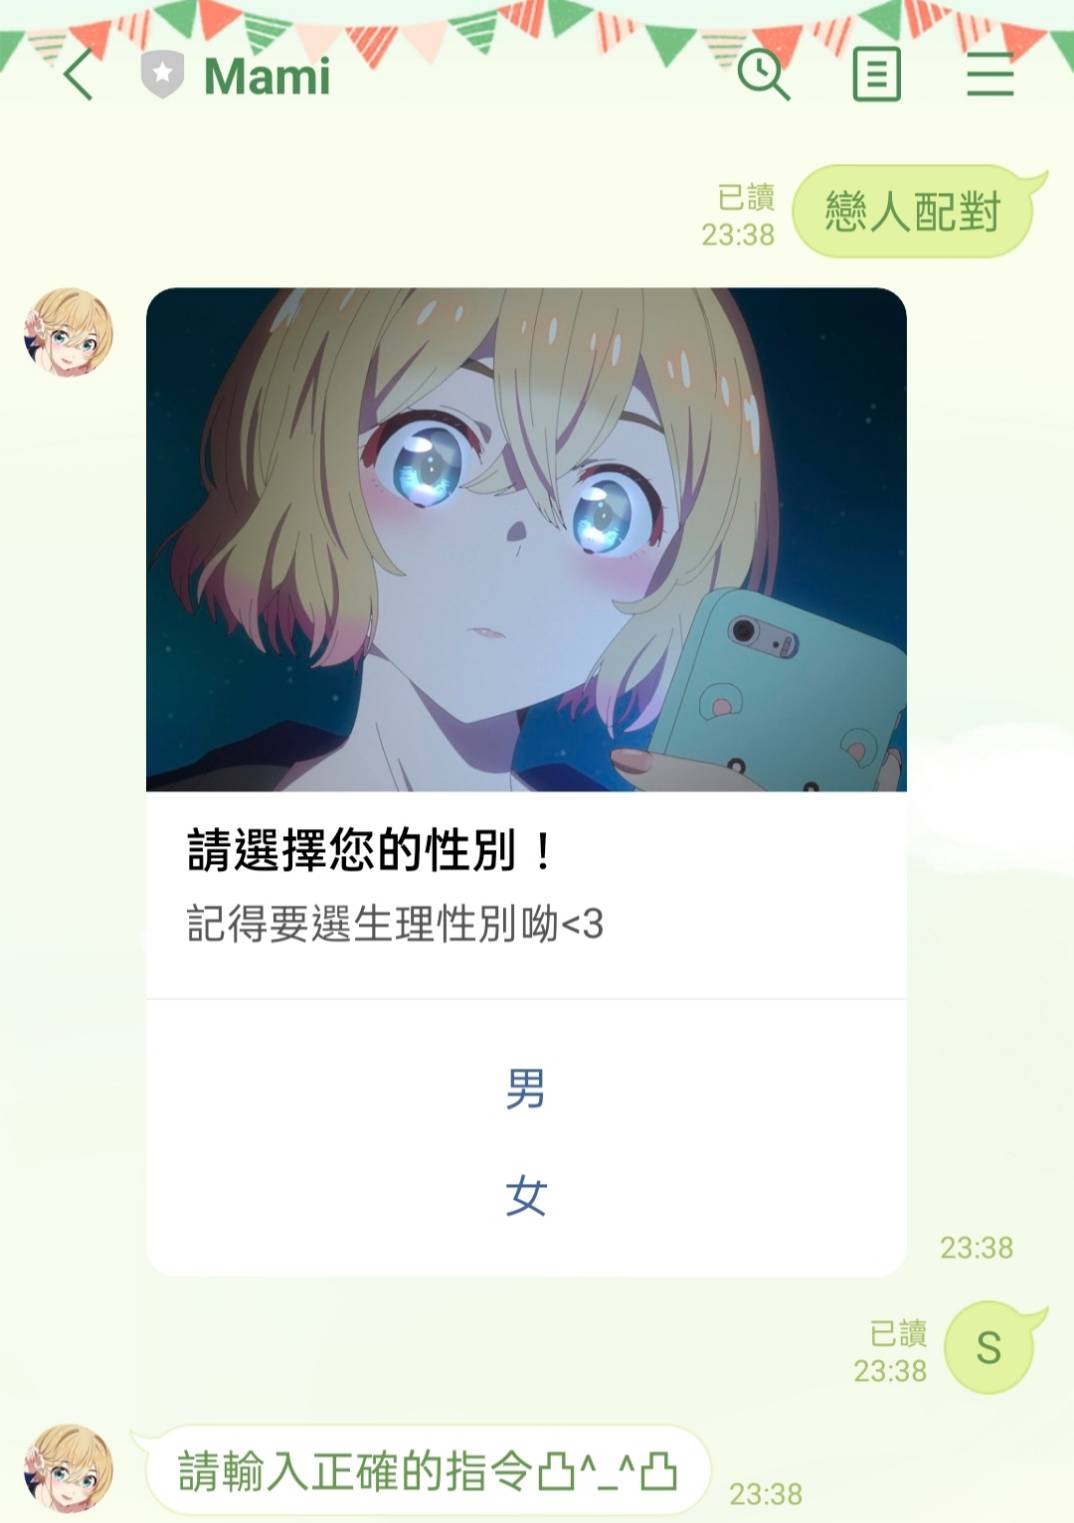 Mami
戀人配對
已讀
23:38
請選擇您的性別！
記得要選生理性別呦<3
男
女
23:38
S
已讀
23:38
請輸入正確的指令凸^_^凸
23:38